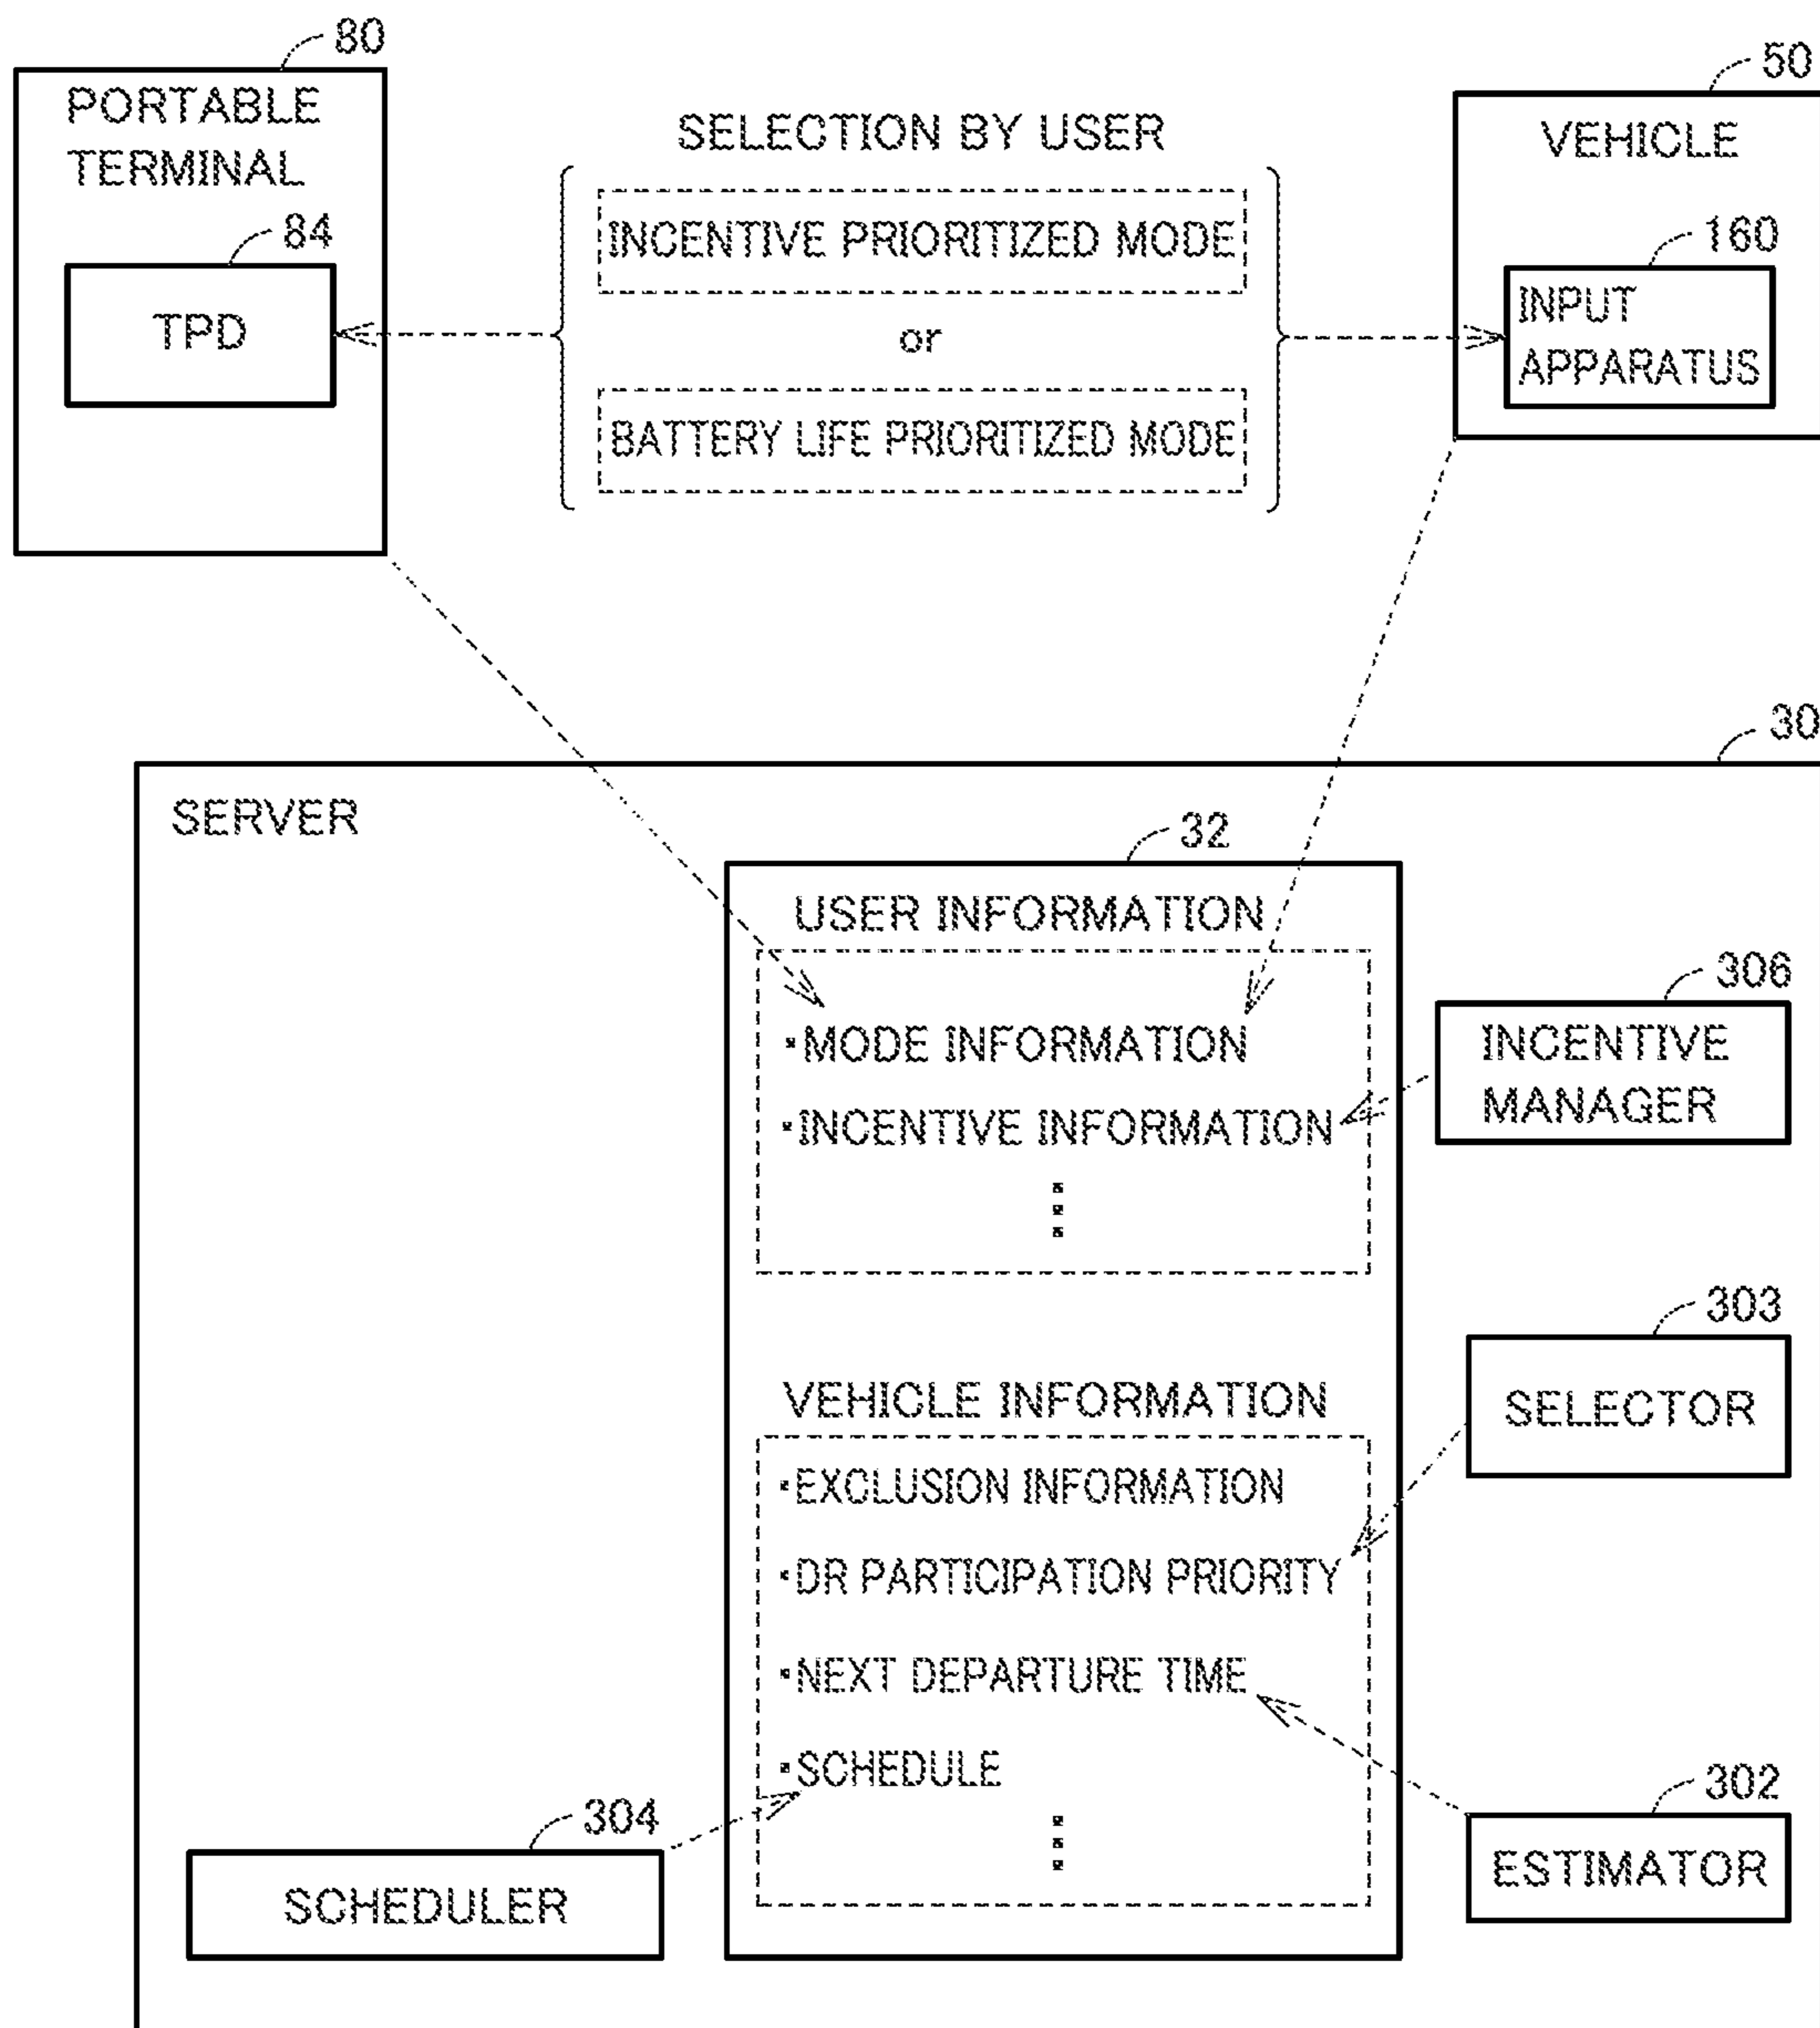 80
PORTABLE
TERMINAL
84
TPD
SELECTION BY USER
INCENTIVE PRIORITIZED MODE
or
BATTERY LIFE PRIORITIZED MODE
50
VEHICLE
160
INPUT
APPARATUS
30
SERVER
32
USER INFORMATION
・MODE INFORMATION
・INCENTIVE INFORMATION
⋮
306
INCENTIVE
MANAGER
303
SELECTOR
VEHICLE INFORMATION
・EXCLUSION INFORMATION
・DR PARTICIPATION PRIORITY
・NEXT DEPARTURE TIME
・SCHEDULE
⋮
304
SCHEDULER
302
ESTIMATOR